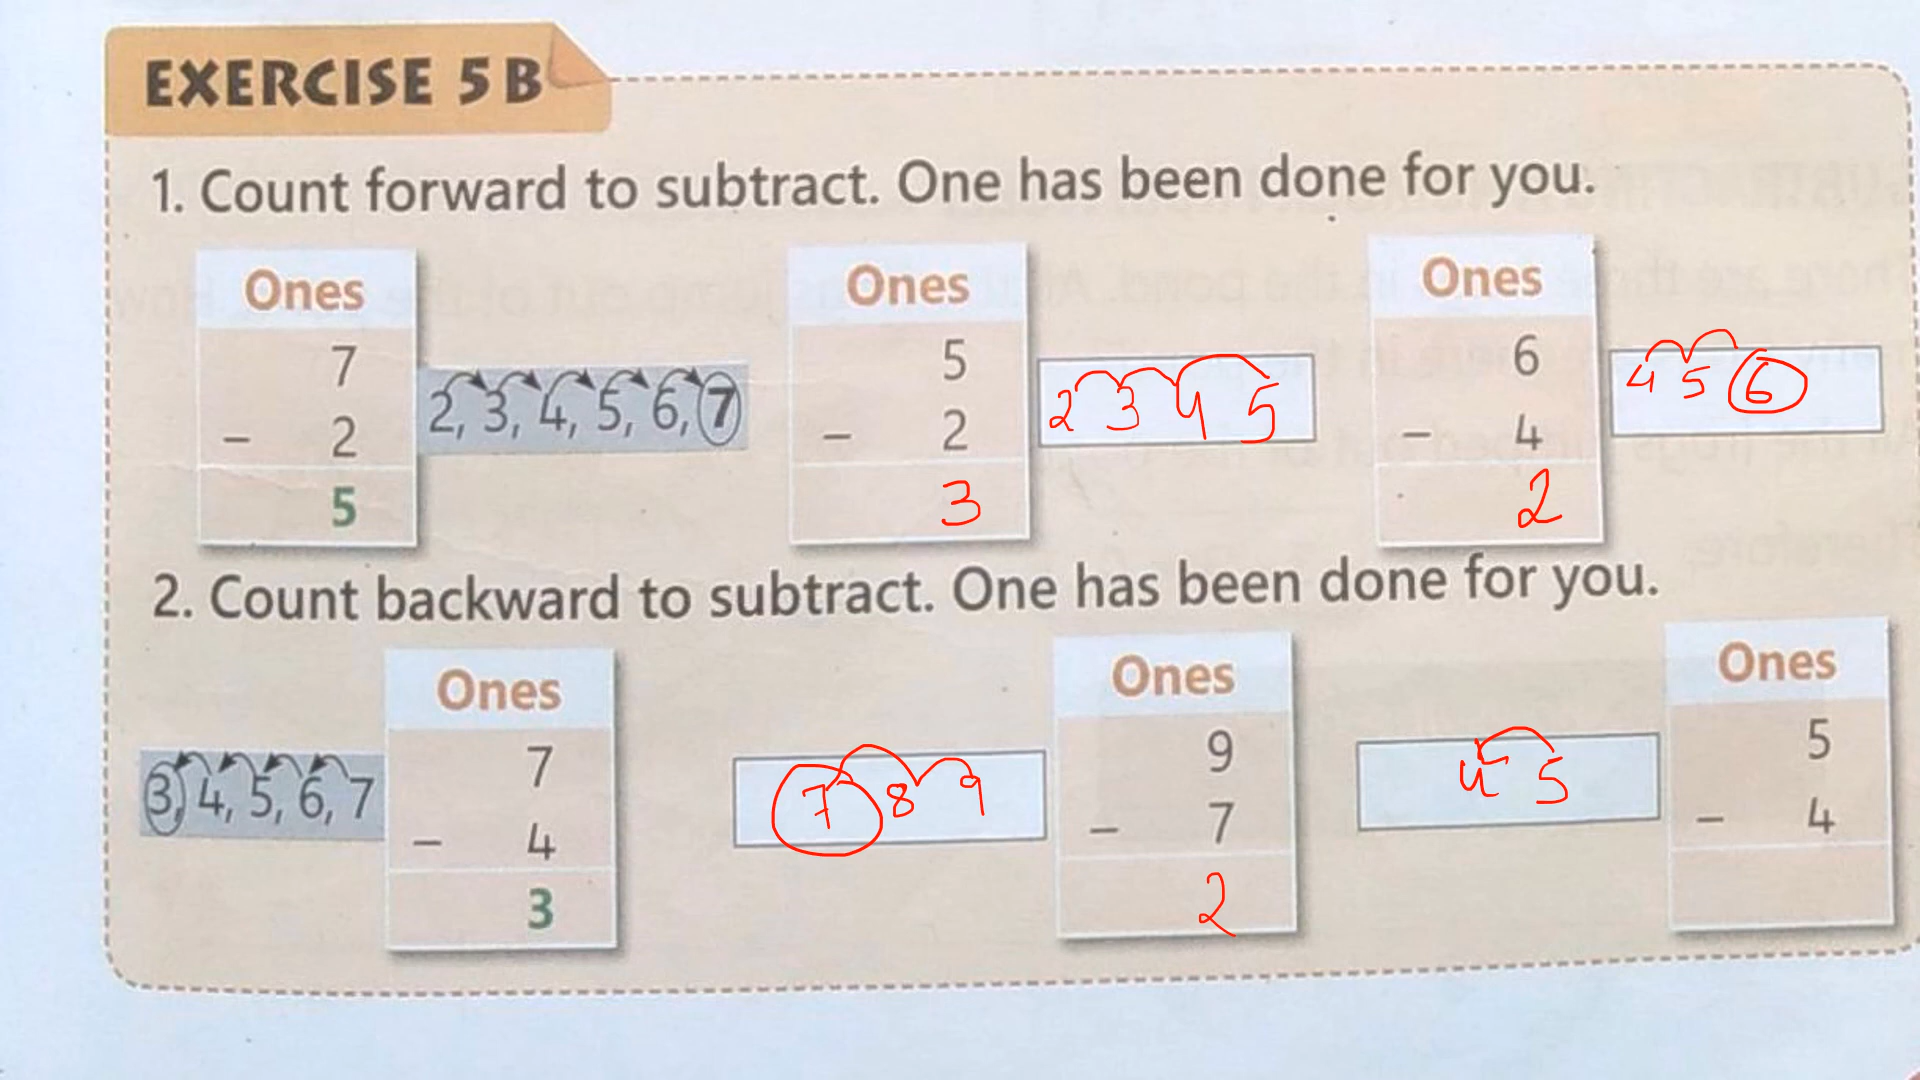 EXERCISE 5B
1. Count forward to subtract. One has been done for you.
Ones
7
- 2
5
2, 3, 4, 5, 6, 7
Ones
5
- 2
3
2 3 4 5
Ones
6
- 4
2
4 5 6
2. Count backward to subtract. One has been done for you.
3, 4, 5, 6, 7
Ones
7
- 4
3
7 8 9
Ones
9
- 7
2
4 5
Ones
5
- 4